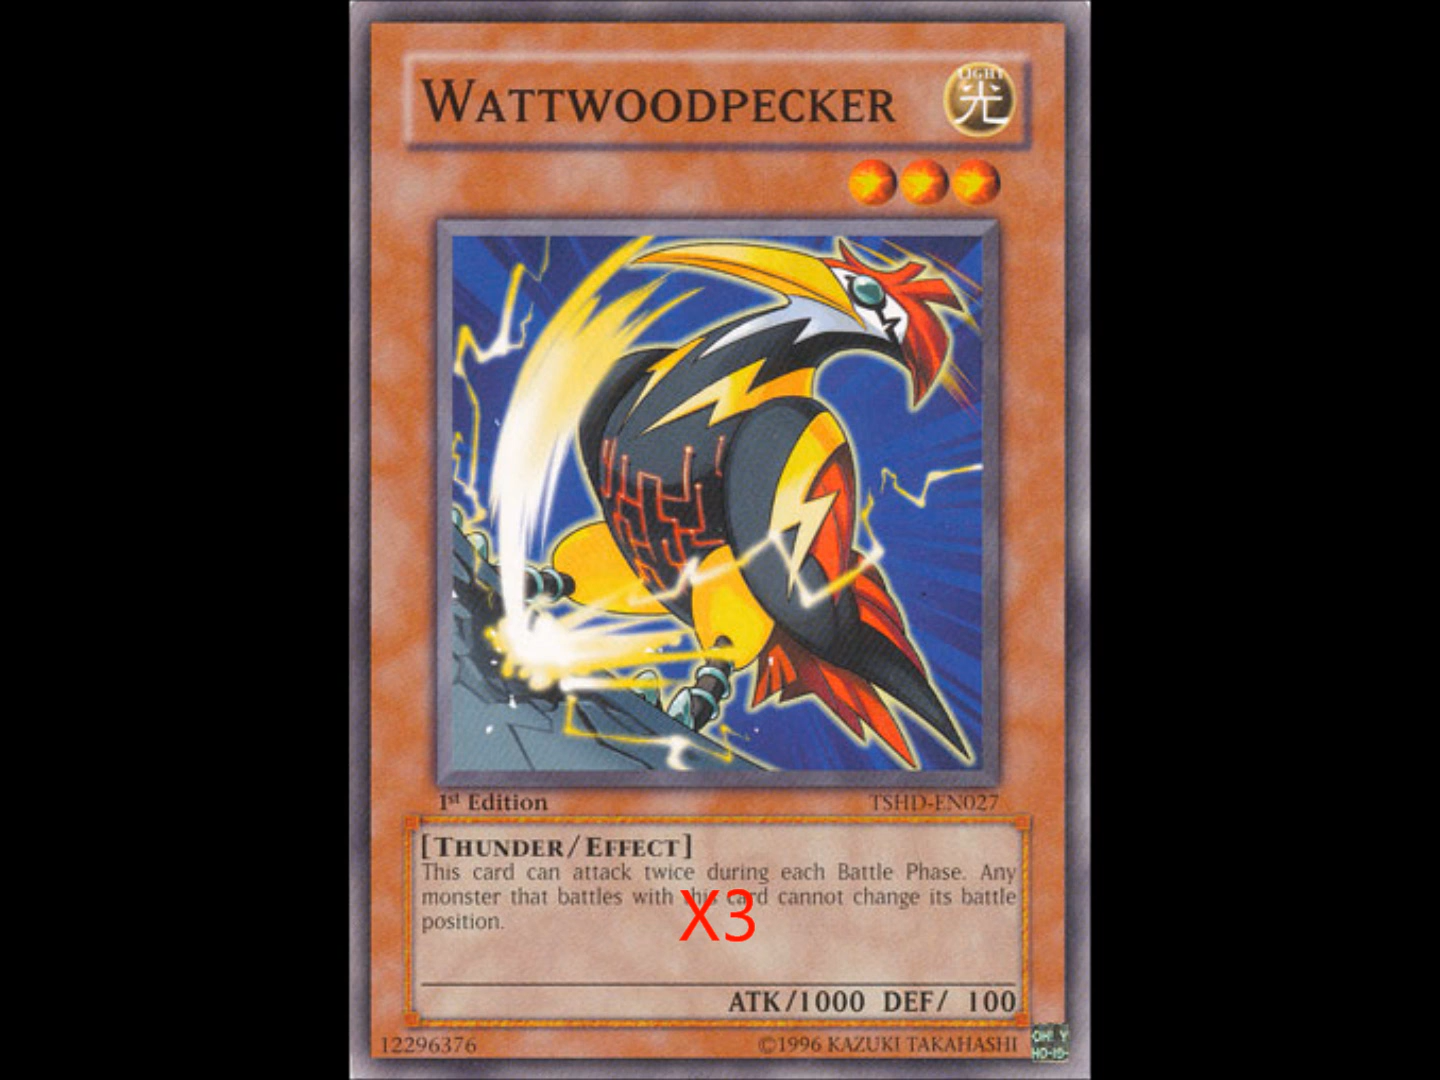 WATTWOODPECKER
LIGHT
光
1st Edition
TSHD-EN027
[THUNDER/EFFECT]
This card can attack twice during each Battle Phase. Any
monster that battles with this card cannot change its battle
position.
X3
ATK/1000 DEF/ 100
12296376
©1996 KAZUKI TAKAHASHI